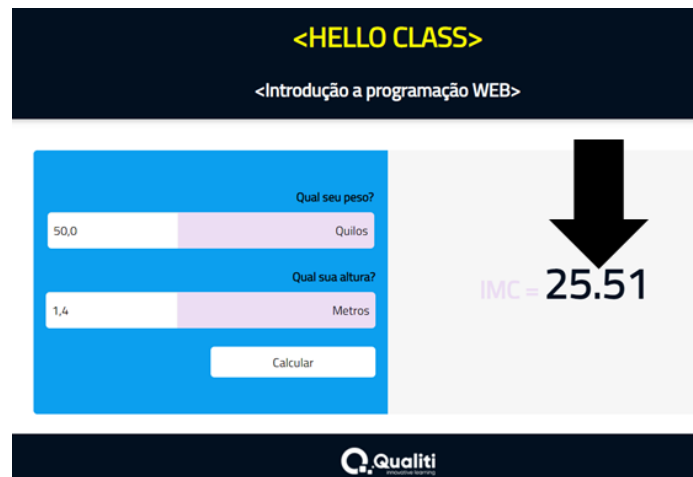 <HELLO CLASS>
<Introdução a programação WEB>
Qual seu peso?
50,0 Quilos
Qual sua altura?
1,4 Metros
Calcular
IMC = 25.51
Qualiti
innovative learning